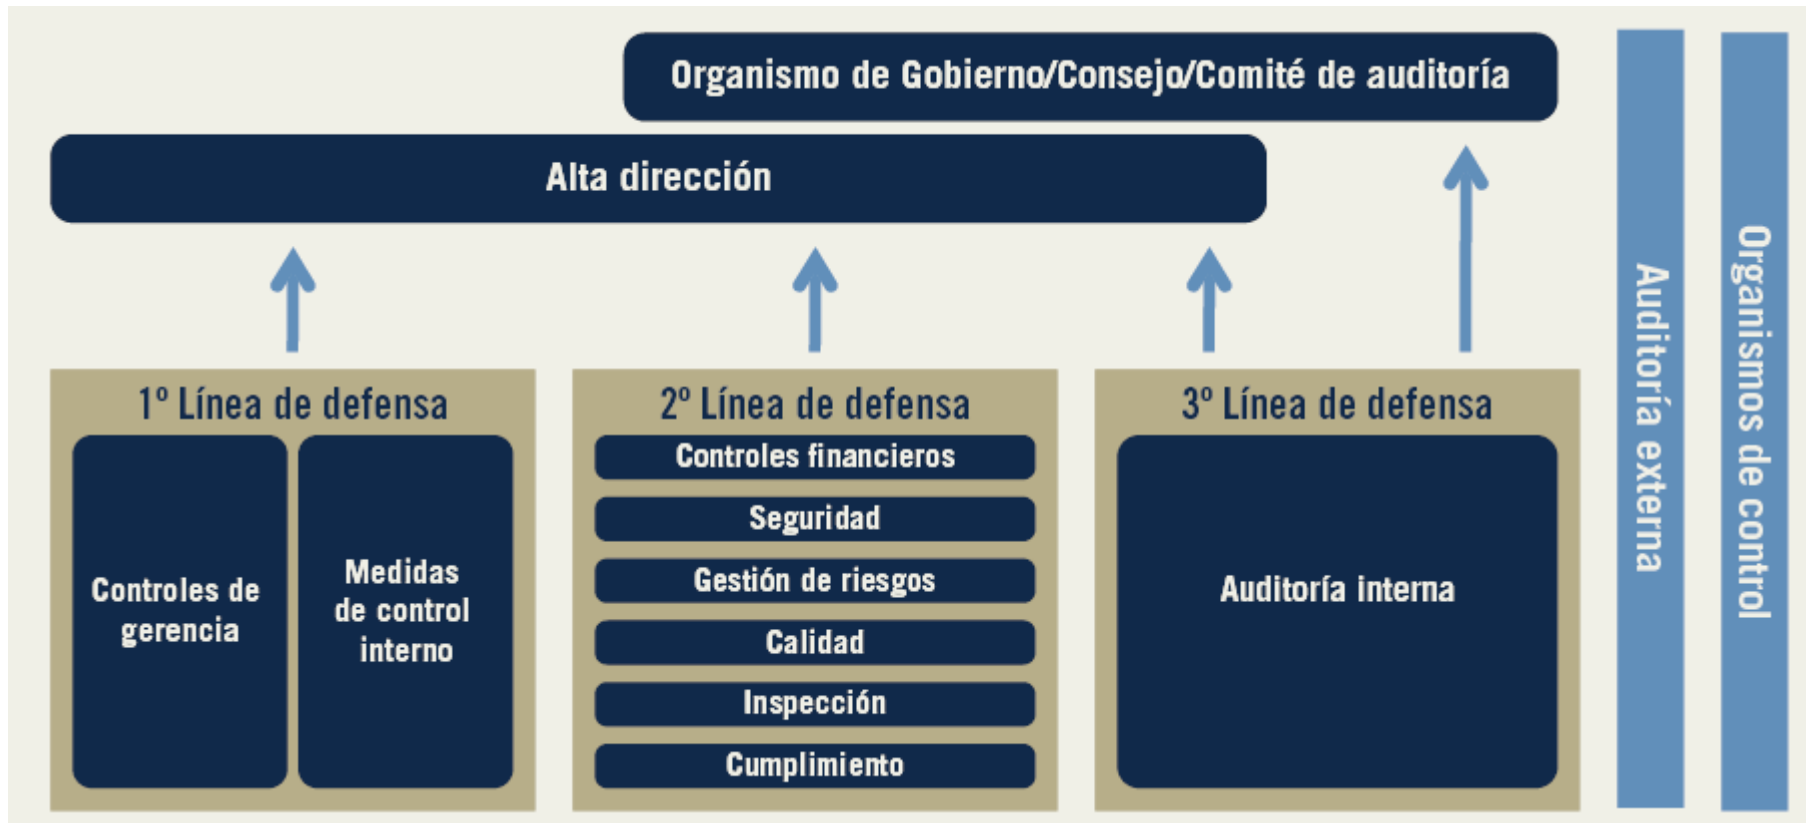 Organismo de Gobierno/Consejo/Comité de auditoría
Alta dirección
1º Línea de defensa
Controles de
gerencia
Medidas
de control
interno
2º Línea de defensa
Controles financieros
Seguridad
Gestión de riesgos
Calidad
Inspección
Cumplimiento
3º Línea de defensa
Auditoría interna
Auditoría externa
Organismos de control